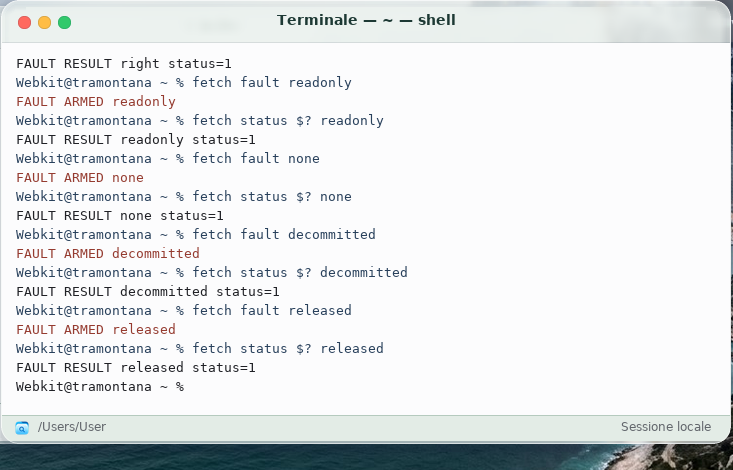 Terminale — ~ — shell
FAULT RESULT right status=1
Webkit@tramontana ~ % fetch fault readonly
FAULT ARMED readonly
Webkit@tramontana ~ % fetch status $? readonly
FAULT RESULT readonly status=1
Webkit@tramontana ~ % fetch fault none
FAULT ARMED none
Webkit@tramontana ~ % fetch status $? none
FAULT RESULT none status=1
Webkit@tramontana ~ % fetch fault decommitted
FAULT ARMED decommitted
Webkit@tramontana ~ % fetch status $? decommitted
FAULT RESULT decommitted status=1
Webkit@tramontana ~ % fetch fault released
FAULT ARMED released
Webkit@tramontana ~ % fetch status $? released
FAULT RESULT released status=1
Webkit@tramontana ~ %
/Users/User
Sessione locale